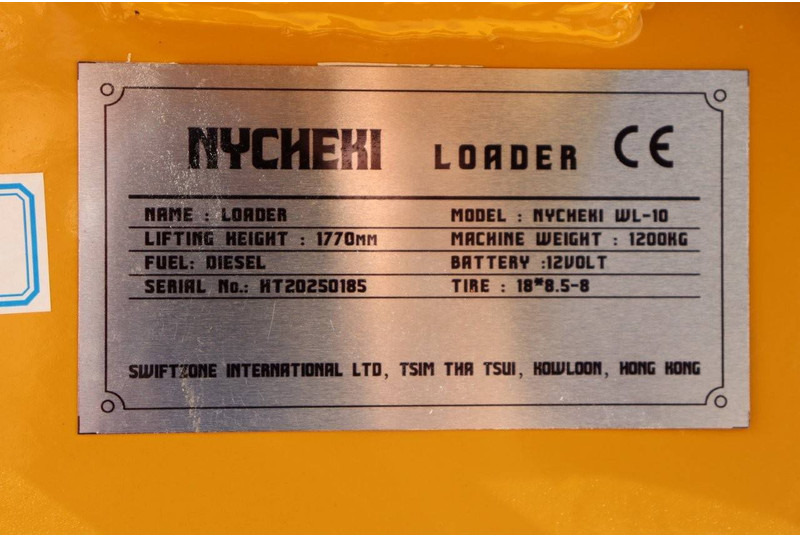 NYCHEKI LOADER CE
NAME : LOADER MODEL : NYCHEKI WL-10
LIFTING HEIGHT : 1770MM MACHINE WEIGHT : 1200KG
FUEL: DIESEL BATTERY :12VOLT
SERIAL No.: HT20250185 TIRE : 18*8.5-8
SWIFTZONE INTERNATIONAL LTD, TSIM THA TSUI, KOWLOON, HONG KONG